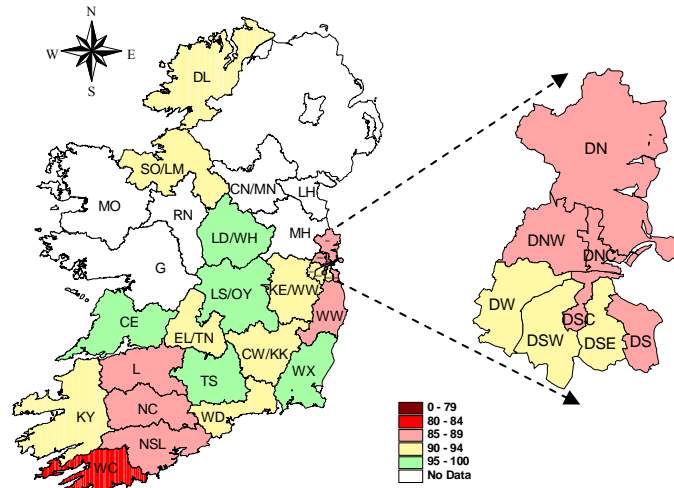 N
W E
S
DL
SO/LM
CN/MN
LH
MO
RN
MH
LD/WH
G
LS/OY
KE/WW
CE
WW
EL/TN
CW/KK
L
TS
WX
KY
NC
WD
NSL
WC
DN
DNW
DNC
DW
DSC
DSW
DSE
DS
0 - 79
80 - 84
85 - 89
90 - 94
95 - 100
No Data